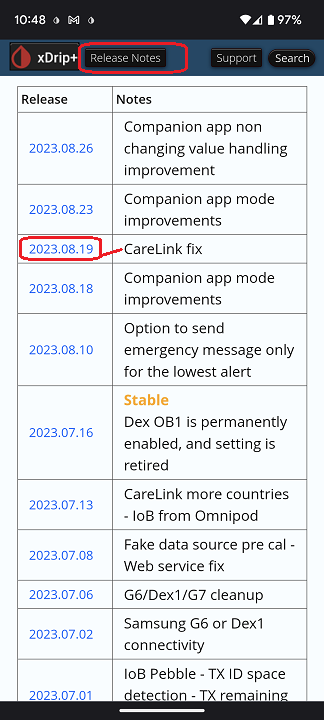 10:48
97%
xDrip+
Release Notes
Support
Search
Release
Notes
2023.08.26
Companion app non
changing value handling
improvement
2023.08.23
Companion app mode
improvements
2023.08.19
CareLink fix
2023.08.18
Companion app mode
improvements
2023.08.10
Option to send
emergency message only
for the lowest alert
2023.07.16
Stable
Dex OB1 is permanently
enabled, and setting is
retired
2023.07.13
CareLink more countries
- IoB from Omnipod
2023.07.08
Fake data source pre cal -
Web service fix
2023.07.06
G6/Dex1/G7 cleanup
2023.07.02
Samsung G6 or Dex1
connectivity
2023.07.01
IoB Pebble - TX ID space
detection - TX remaining